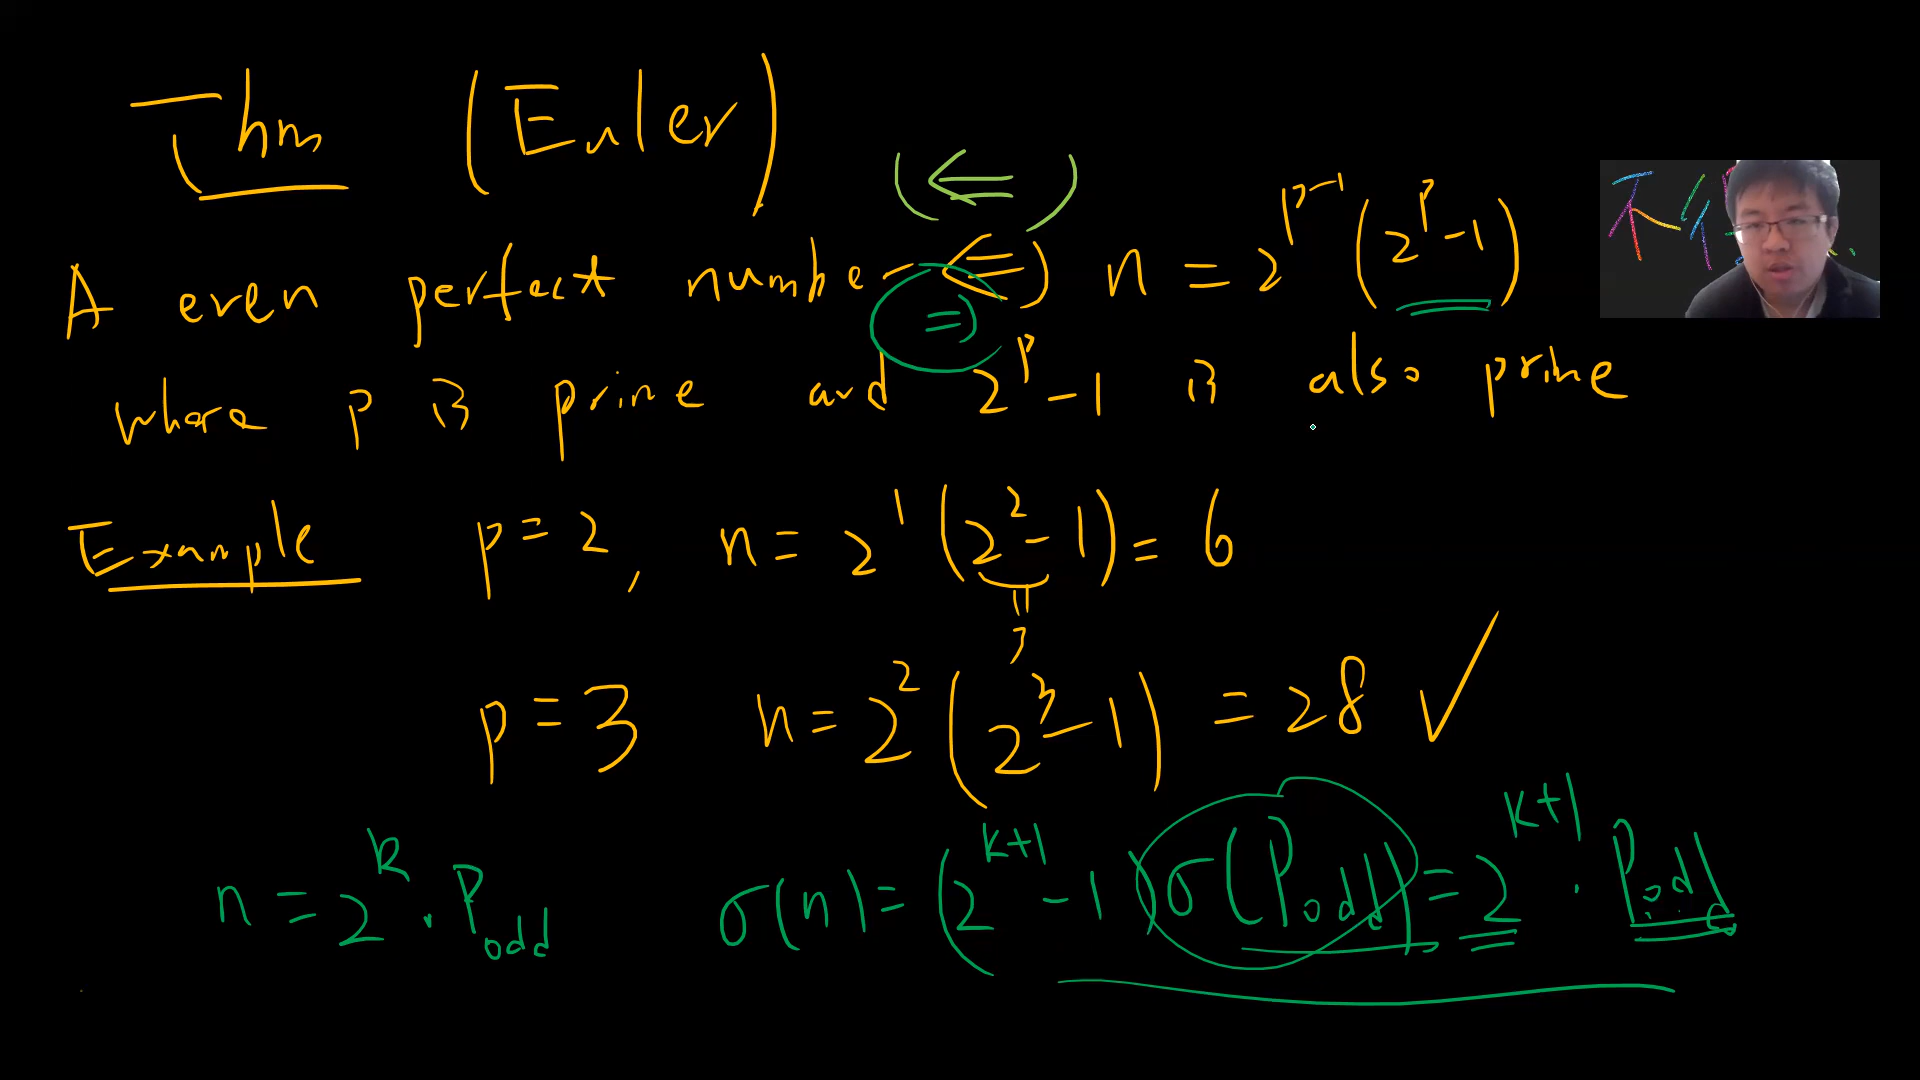 Thm (Euler)
(⇐)
A even perfect number ⇔ n = 2^{p-1} (2^p - 1)
⇒
where p is prime and 2^p - 1 is also prime
Example p = 2, n = 2^1 (2^2 - 1) = 6
3
p = 3 n = 2^2 (2^3 - 1) = 28 ✓
n = 2^k · P_odd σ(n) = (2^{k+1} - 1) σ(P_odd) = 2^{k+1} · P_odd